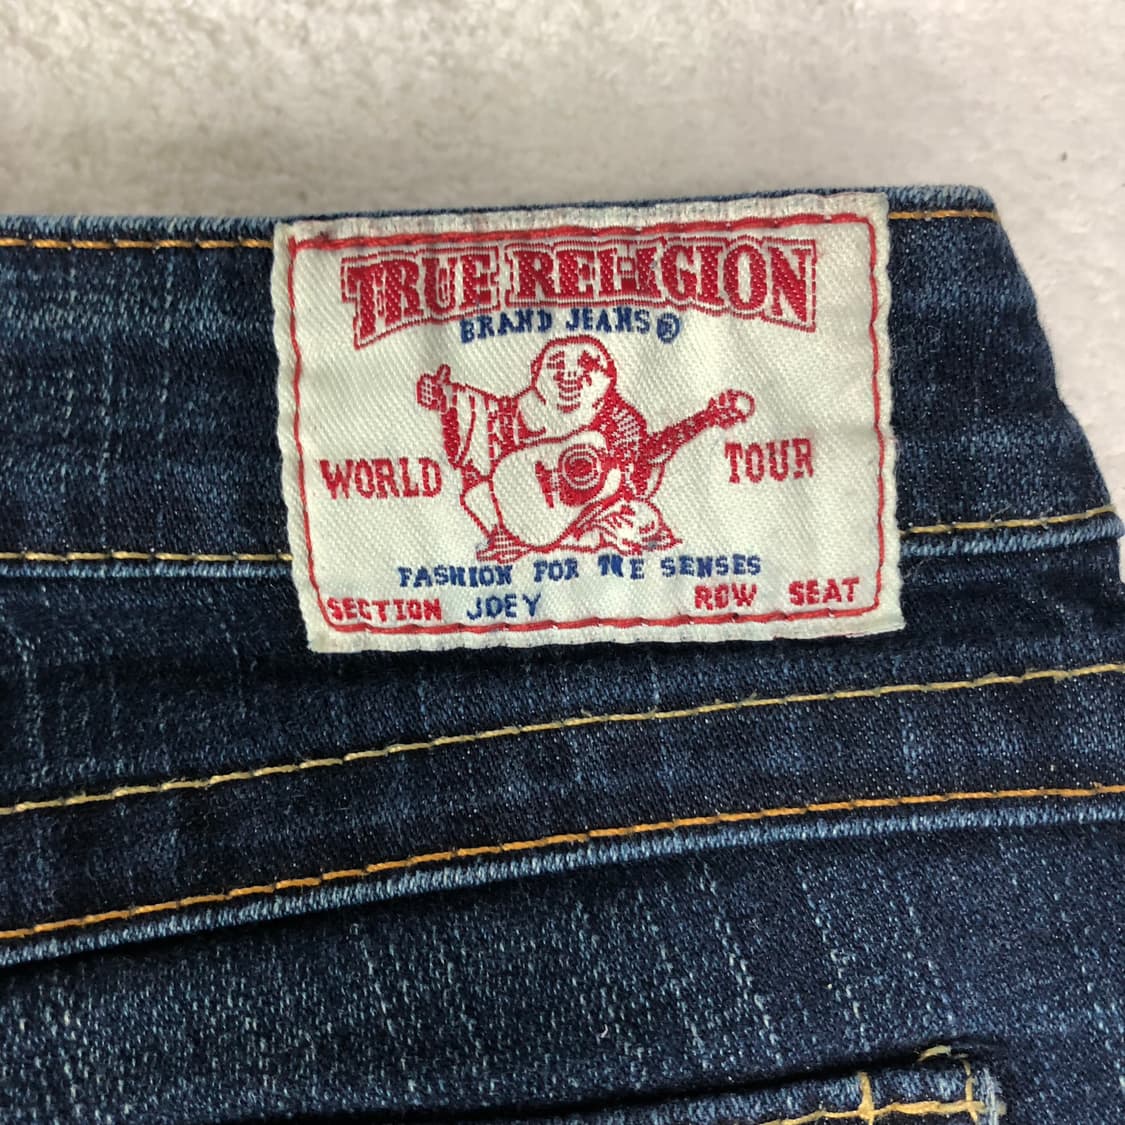 TRUE RELIGION
BRAND JEANS®
WORLD TOUR
FASHION FOR THE SENSES
SECTION JOEY ROW SEAT